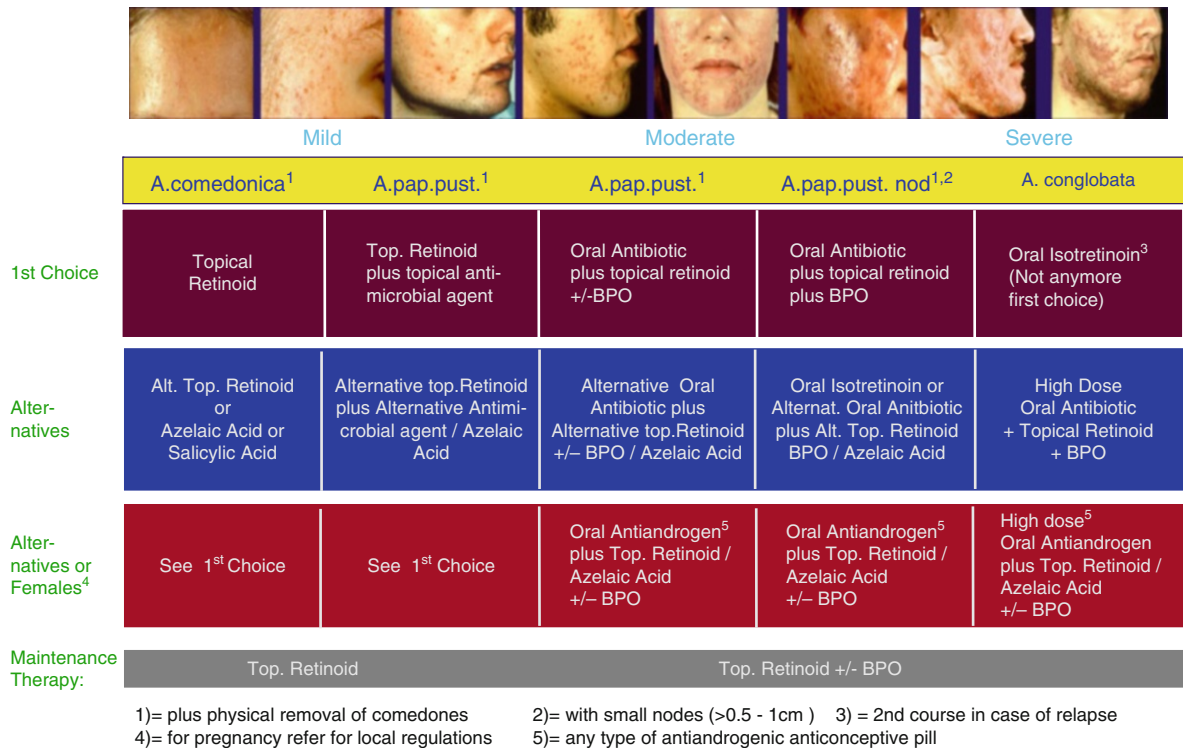 Mild
Moderate
Severe
A.comedonica¹
A.pap.pust.¹
A.pap.pust.¹
A.pap.pust. nod¹,²
A. conglobata
1st Choice
Topical
Retinoid
Top. Retinoid
plus topical anti-
microbial agent
Oral Antibiotic
plus topical retinoid
+/-BPO
Oral Antibiotic
plus topical retinoid
plus BPO
Oral Isotretinoin³
(Not anymore
first choice)
Alter-
natives
Alt. Top. Retinoid
or
Azelaic Acid or
Salicylic Acid
Alternative top.Retinoid
plus Alternative Antimi-
crobial agent / Azelaic
Acid
Alternative Oral
Antibiotic plus
Alternative top.Retinoid
+/– BPO / Azelaic Acid
Oral Isotretinoin or
Alternat. Oral Anitbiotic
plus Alt. Top. Retinoid
BPO / Azelaic Acid
High Dose
Oral Antibiotic
+ Topical Retinoid
+ BPO
Alter-
natives or
Females⁴
See 1st Choice
See 1st Choice
Oral Antiandrogen⁵
plus Top. Retinoid /
Azelaic Acid
+/– BPO
Oral Antiandrogen⁵
plus Top. Retinoid /
Azelaic Acid
+/– BPO
High dose⁵
Oral Antiandrogen
plus Top. Retinoid /
Azelaic Acid
+/– BPO
Maintenance
Therapy:
Top. Retinoid
Top. Retinoid +/- BPO
1)= plus physical removal of comedones
2)= with small nodes (>0.5 - 1cm )
3) = 2nd course in case of relapse
4)= for pregnancy refer for local regulations
5)= any type of antiandrogenic anticonceptive pill